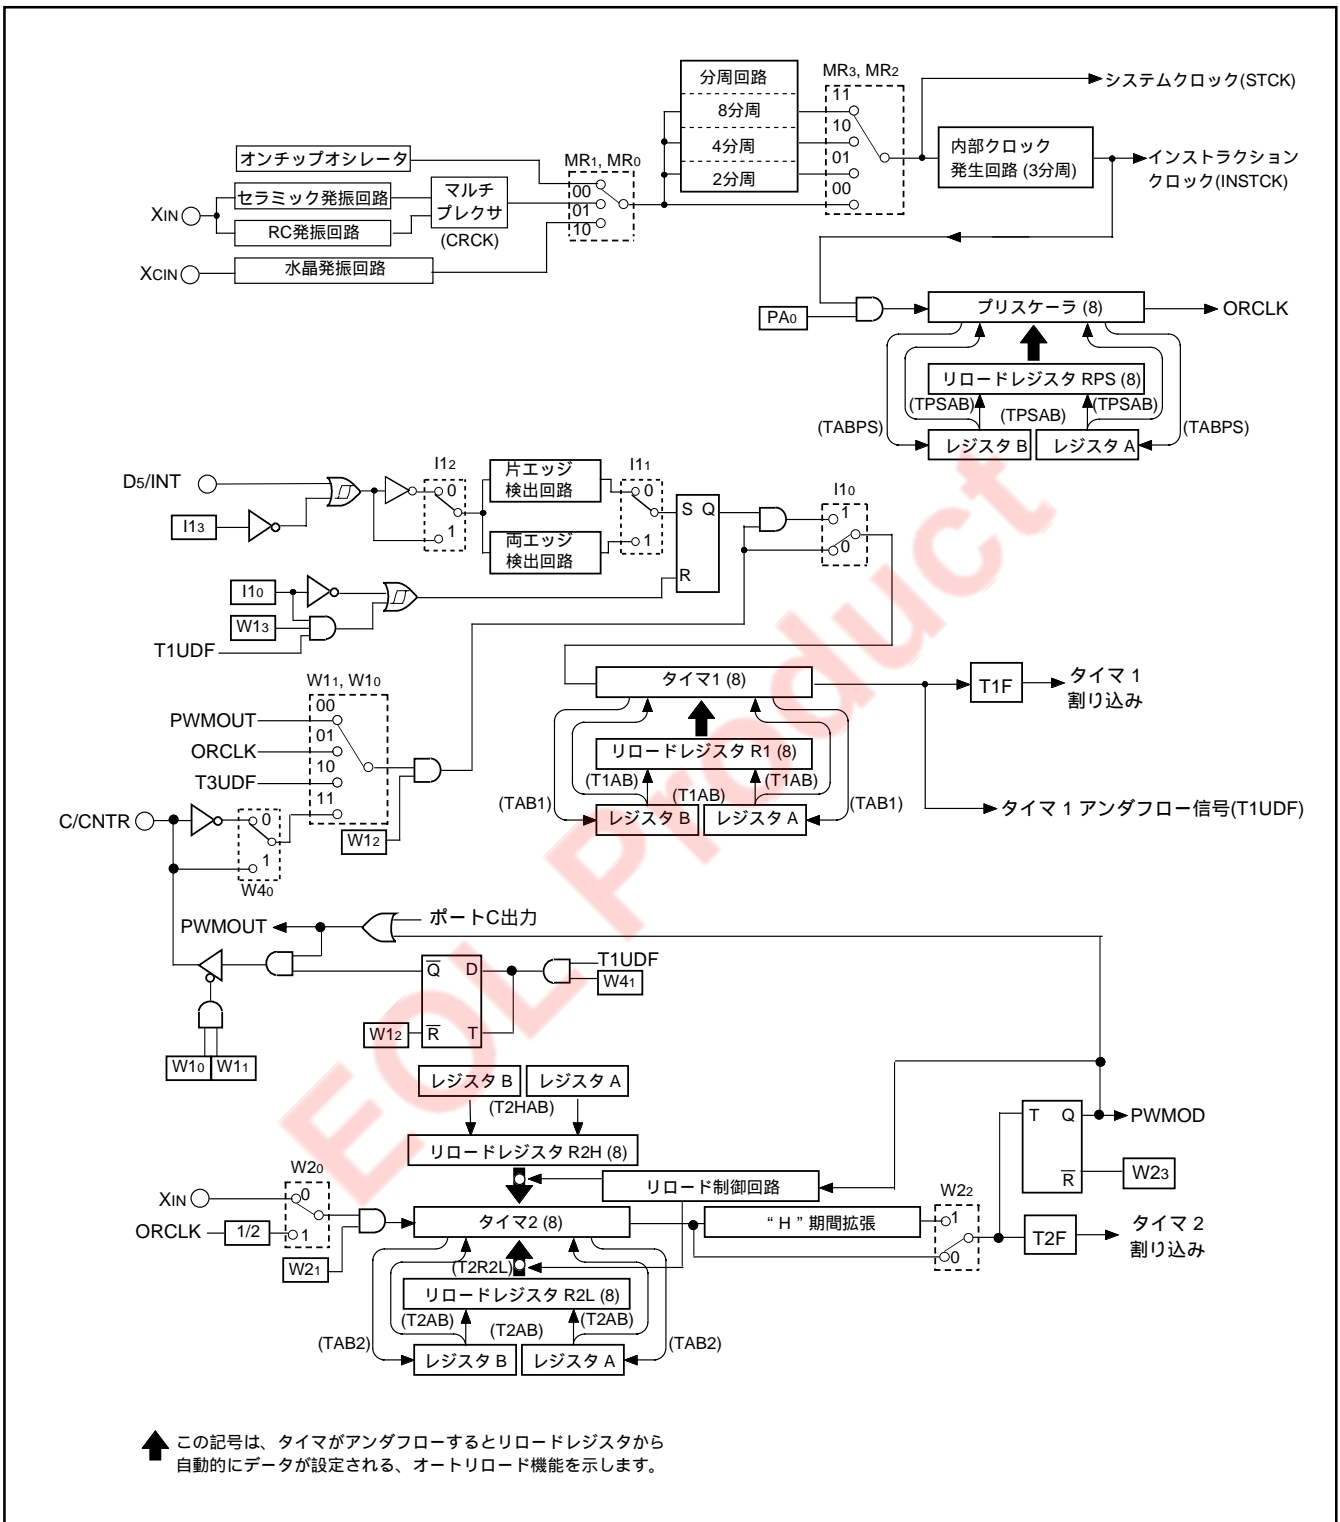 分周回路
8分周
4分周
2分周
MR3, MR2
11
10
01
00
システムクロック(STCK)
内部クロック
発生回路 (3分周)
インストラクション
クロック(INSTCK)
オンチップオシレータ
MR1, MR0
00
01
10
XIN
セラミック発振回路
RC発振回路
マルチ
プレクサ
(CRCK)
XCIN
水晶発振回路
PA0
プリスケーラ (8)
ORCLK
リロードレジスタ RPS (8)
(TPSAB)
(TPSAB)
(TPSAB)
(TABPS)
レジスタ B
レジスタ A
(TABPS)
D5/INT
I13
I12
0
1
片エッジ
検出回路
両エッジ
検出回路
I11
0
1
S Q
R
I10
1
0
I10
W13
T1UDF
W11, W10
PWMOUT
00
ORCLK
01
T3UDF
10
11
W12
C/CNTR
0
1
W40
タイマ1 (8)
T1F
タイマ 1
割り込み
リロードレジスタ R1 (8)
(T1AB)
(T1AB)
(T1AB)
(TAB1)
レジスタ B
レジスタ A
(TAB1)
タイマ 1 アンダフロー信号(T1UDF)
PWMOUT
ポートC出力
Q D
R T
T1UDF
W41
W12
W10
W11
レジスタ B
レジスタ A
(T2HAB)
リロードレジスタ R2H (8)
リロード制御回路
T Q
R
PWMOD
W23
W20
XIN
0
ORCLK
1/2
1
W21
タイマ2 (8)
“ H ” 期間拡張
W22
1
0
T2F
タイマ 2
割り込み
(T2R2L)
リロードレジスタ R2L (8)
(T2AB)
(T2AB)
(T2AB)
(TAB2)
レジスタ B
レジスタ A
(TAB2)
この記号は、タイマがアンダフローするとリロードレジスタから
自動的にデータが設定される、オートリロード機能を示します。
EOL Product